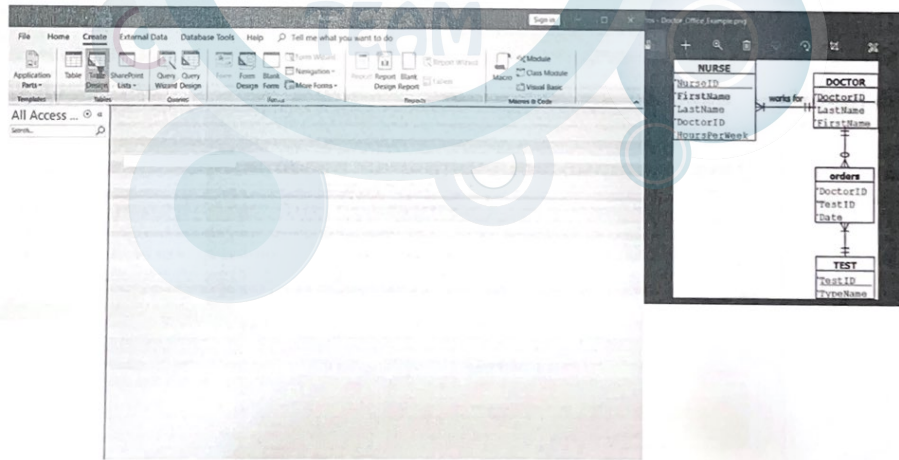 TEAM
Sign in
Doctor_Office_Example.png
File Home Create External Data Database Tools Help Tell me what you want to do
Application Parts
Table
Table Design
SharePoint Lists
Query Wizard
Query Design
Form
Form Design
Blank Form
Form Wizard
Navigation
More Forms
Report
Report Design
Blank Report
Report Wizard
Labels
Macro
Module
Class Module
Visual Basic
Templates Tables Queries Forms Reports Macros & Code
All Access ...
Search...
NURSE
NurseID
FirstName
LastName
DoctorID
HoursPerWeek
works for
DOCTOR
DoctorID
LastName
FirstName
orders
DoctorID
TestID
Date
TEST
TestID
TypeName